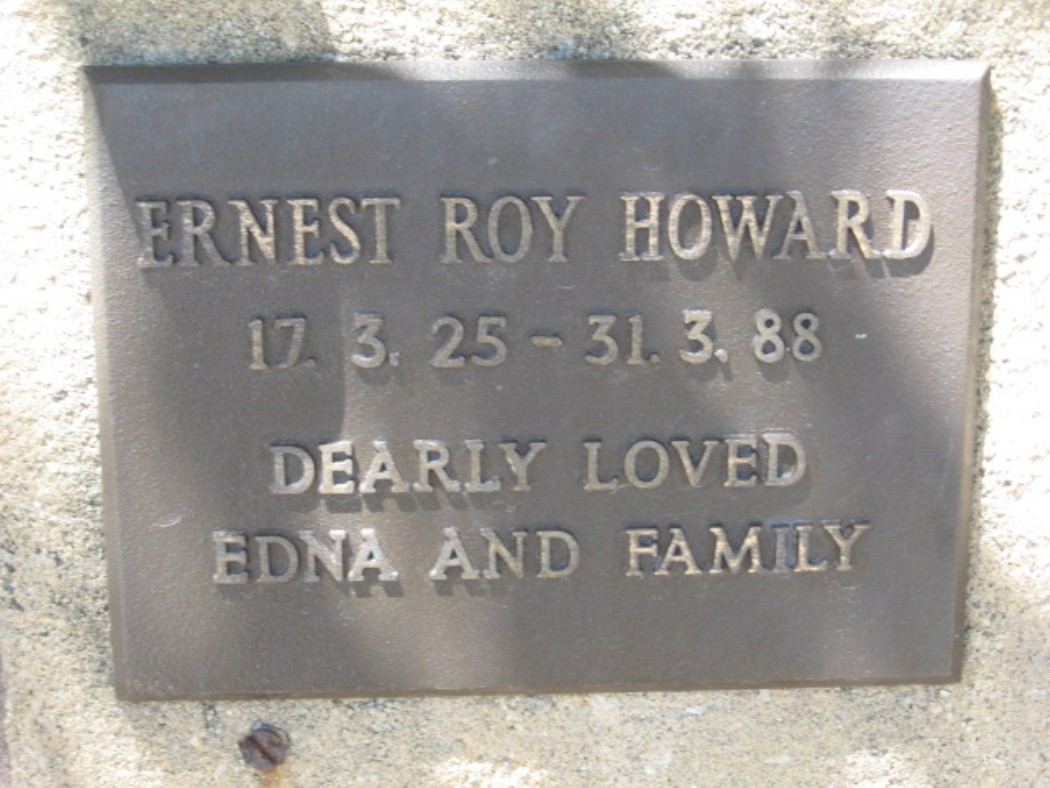 ERNEST ROY HOWARD
17. 3. 25 - 31. 3. 88
DEARLY LOVED
EDNA AND FAMILY